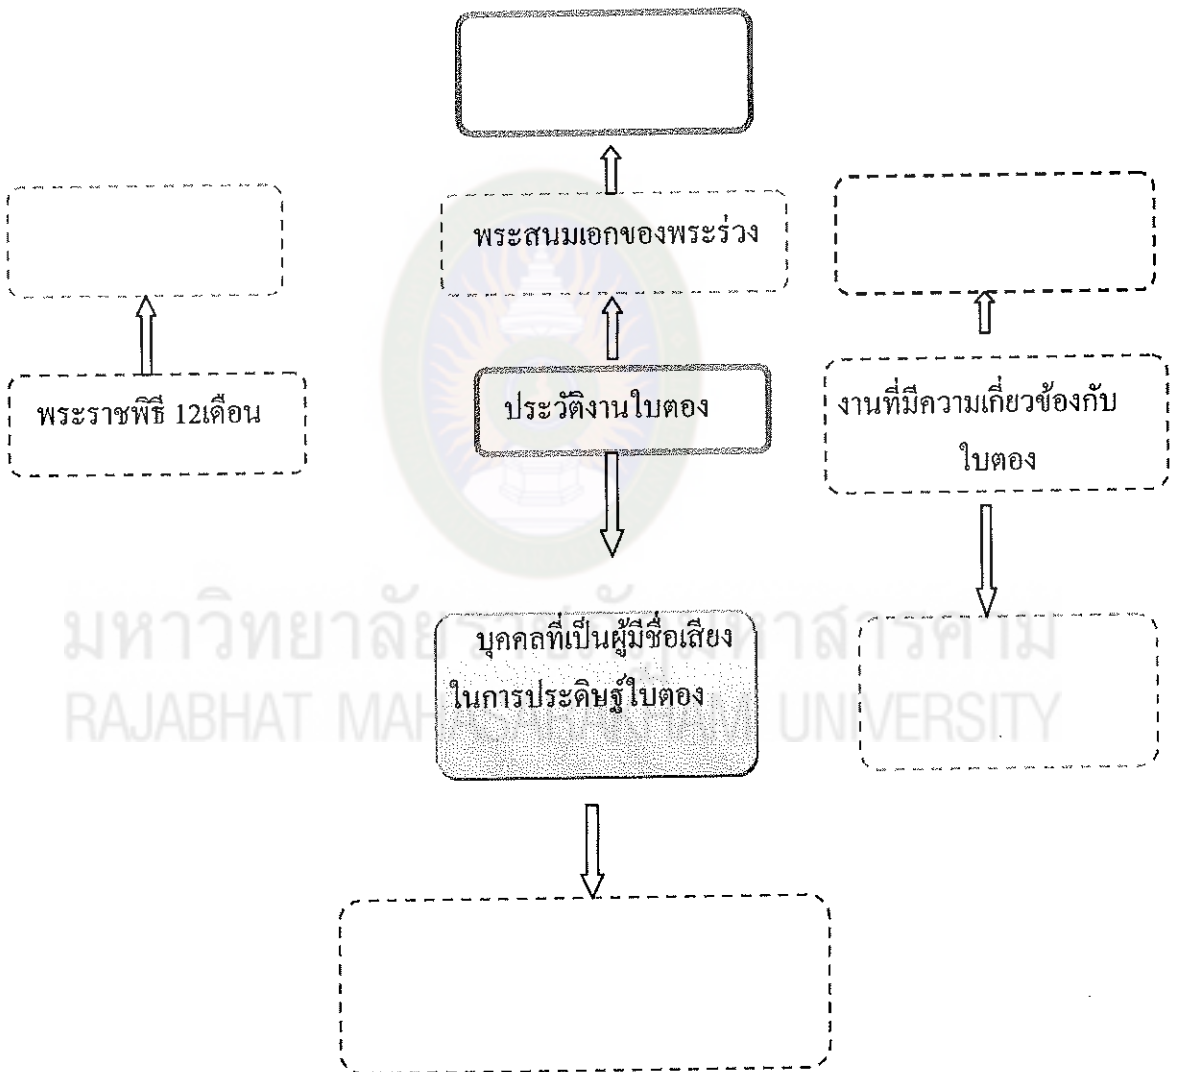 พระสนมเอกของพระร่วง
พระราชพิธี 12เดือน
ประวัติงานใบตอง
งานที่มีความเกี่ยวข้องกับ
ใบตอง
บุคคลที่เป็นผู้มีชื่อเสียง
ในการประดิษฐ์ใบตอง
มหาวิทยาลัยราชภัฏมหาสารคาม
RAJABHAT MAHASARAKHAM UNIVERSITY